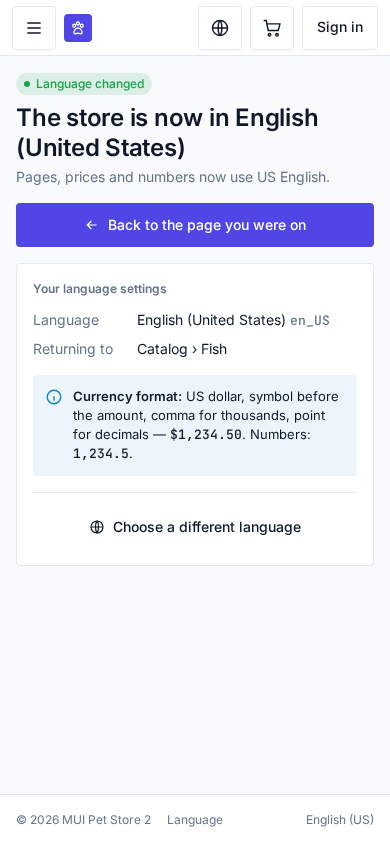 Sign in
Language changed
The store is now in English
(United States)
Pages, prices and numbers now use US English.
Back to the page you were on
Your language settings
Language English (United States) en_US
Returning to Catalog › Fish
Currency format: US dollar, symbol before
the amount, comma for thousands, point
for decimals — $1,234.50. Numbers:
1,234.5.
Choose a different language
© 2026 MUI Pet Store 2 Language English (US)